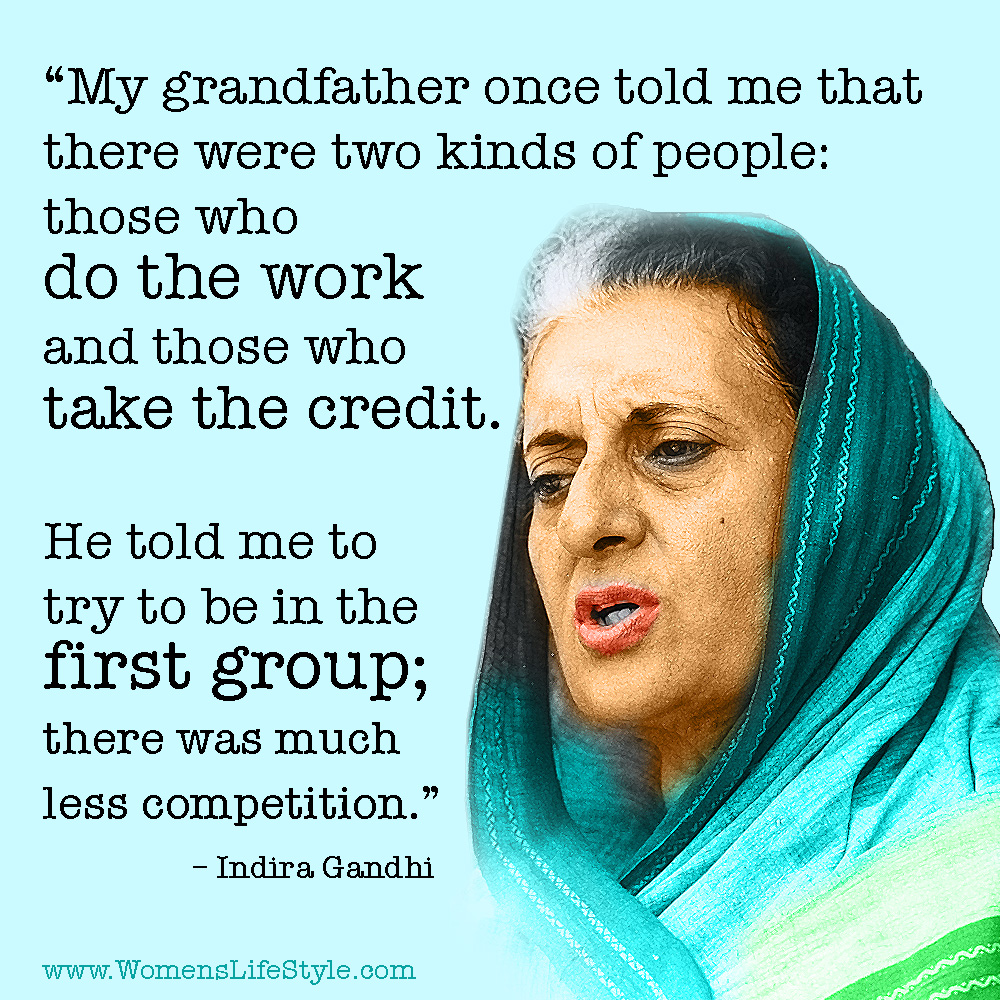 “My grandfather once told me that
there were two kinds of people:
those who
do the work
and those who
take the credit.
He told me to
try to be in the
first group;
there was much
less competition.”
– Indira Gandhi
www.WomensLifeStyle.com